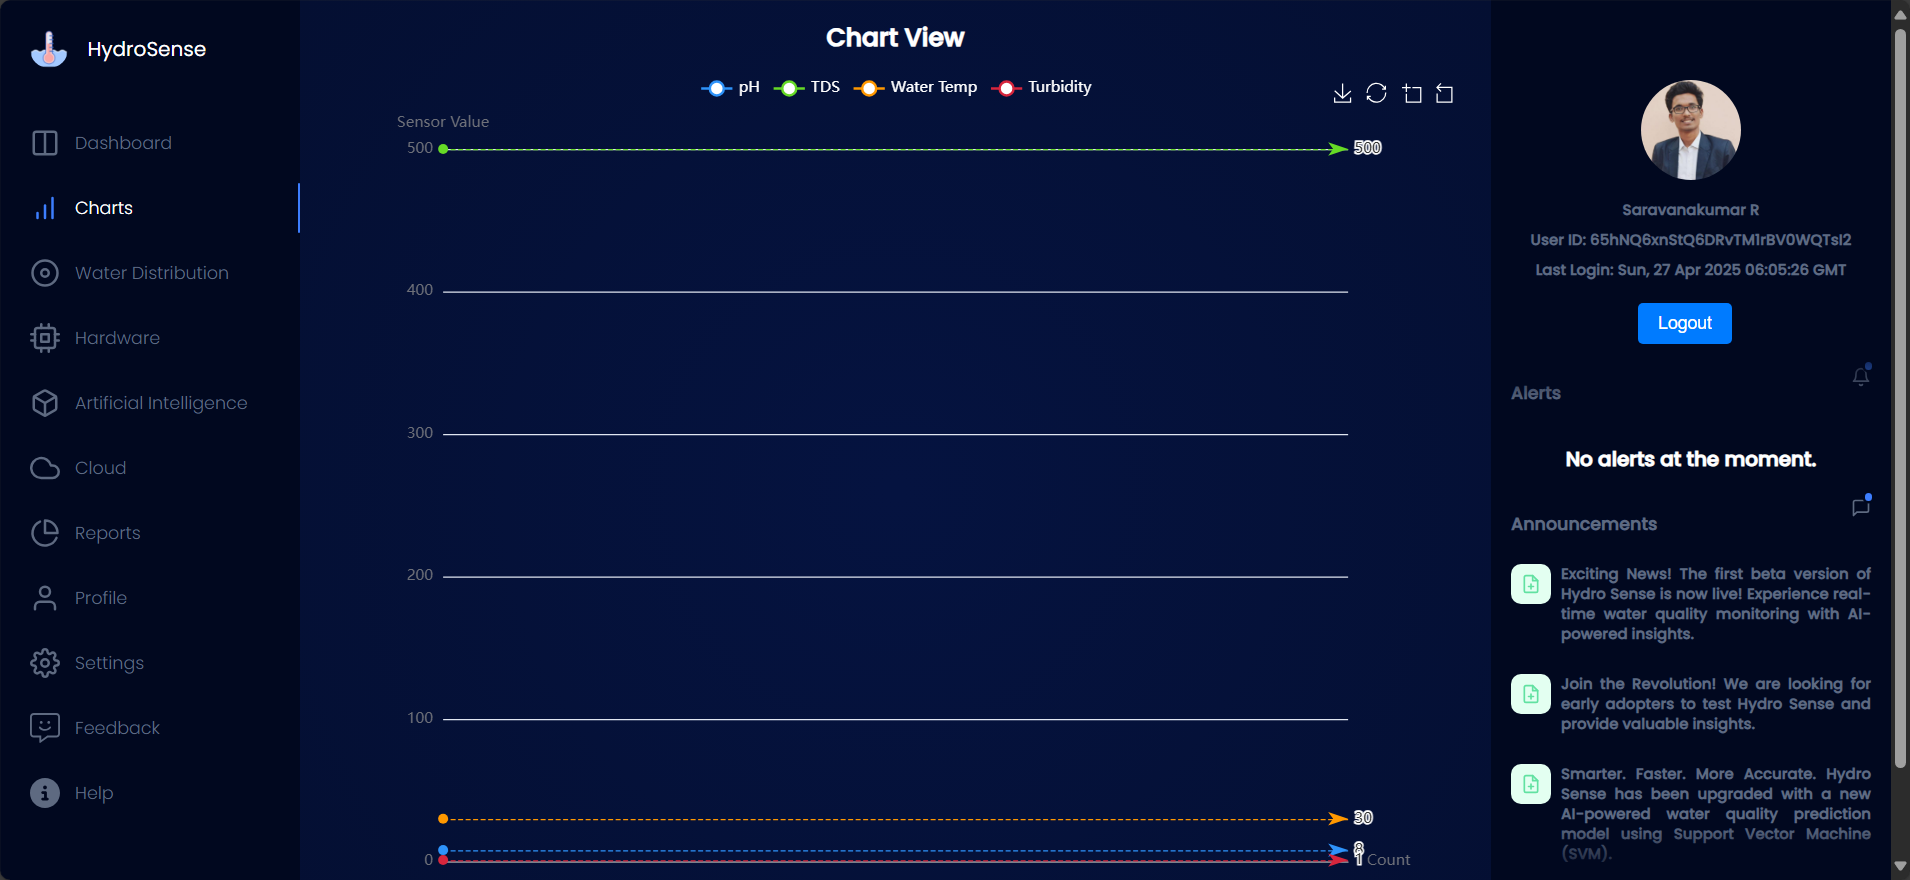 HydroSense
Dashboard
Charts
Water Distribution
Hardware
Artificial Intelligence
Cloud
Reports
Profile
Settings
Feedback
Help
Chart View
pH
TDS
Water Temp
Turbidity
Sensor Value
500
500
400
300
200
100
30
8
0
1
Count
Saravanakumar R
User ID: 65hNQ6xnStQ6DRvTM1rBV0WQTsI2
Last Login: Sun, 27 Apr 2025 06:05:26 GMT
Logout
Alerts
No alerts at the moment.
Announcements
Exciting News! The first beta version of
Hydro Sense is now live! Experience real-
time water quality monitoring with AI-
powered insights.
Join the Revolution! We are looking for
early adopters to test Hydro Sense and
provide valuable insights.
Smarter. Faster. More Accurate. Hydro
Sense has been upgraded with a new
AI-powered water quality prediction
model using Support Vector Machine
(SVM).